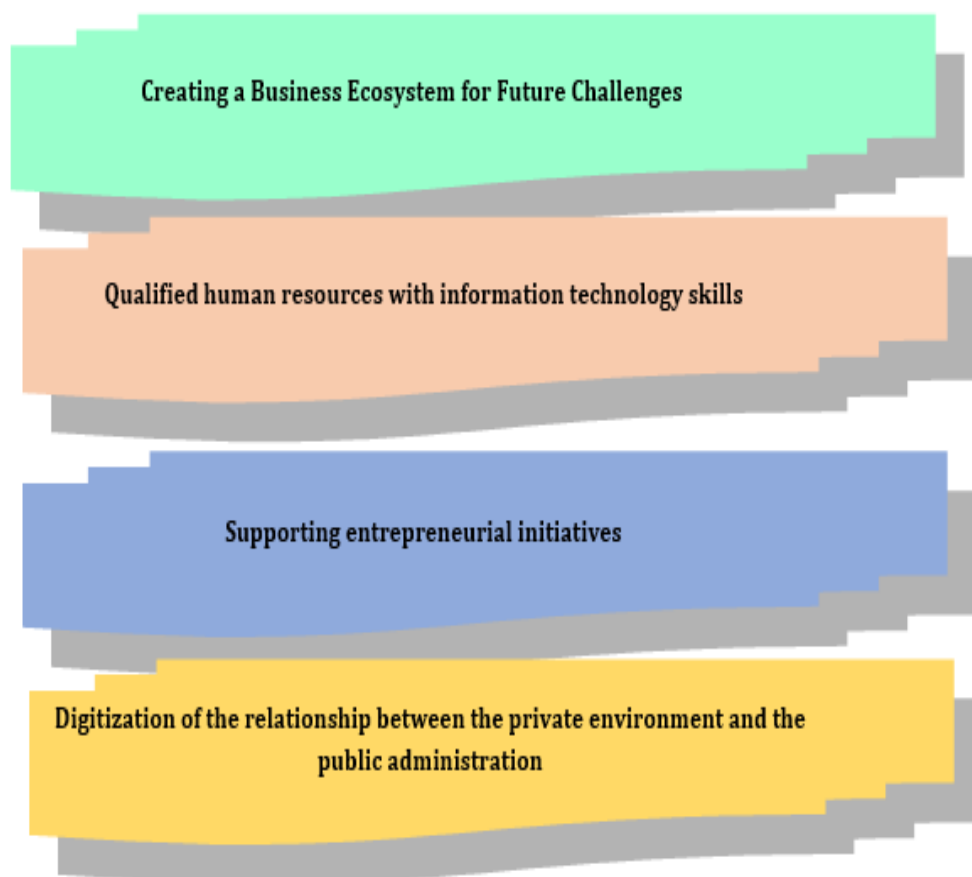 Creating a Business Ecosystem for Future Challenges
Qualified human resources with information technology skills
Supporting entrepreneurial initiatives
Digitization of the relationship between the private environment and the
public administration